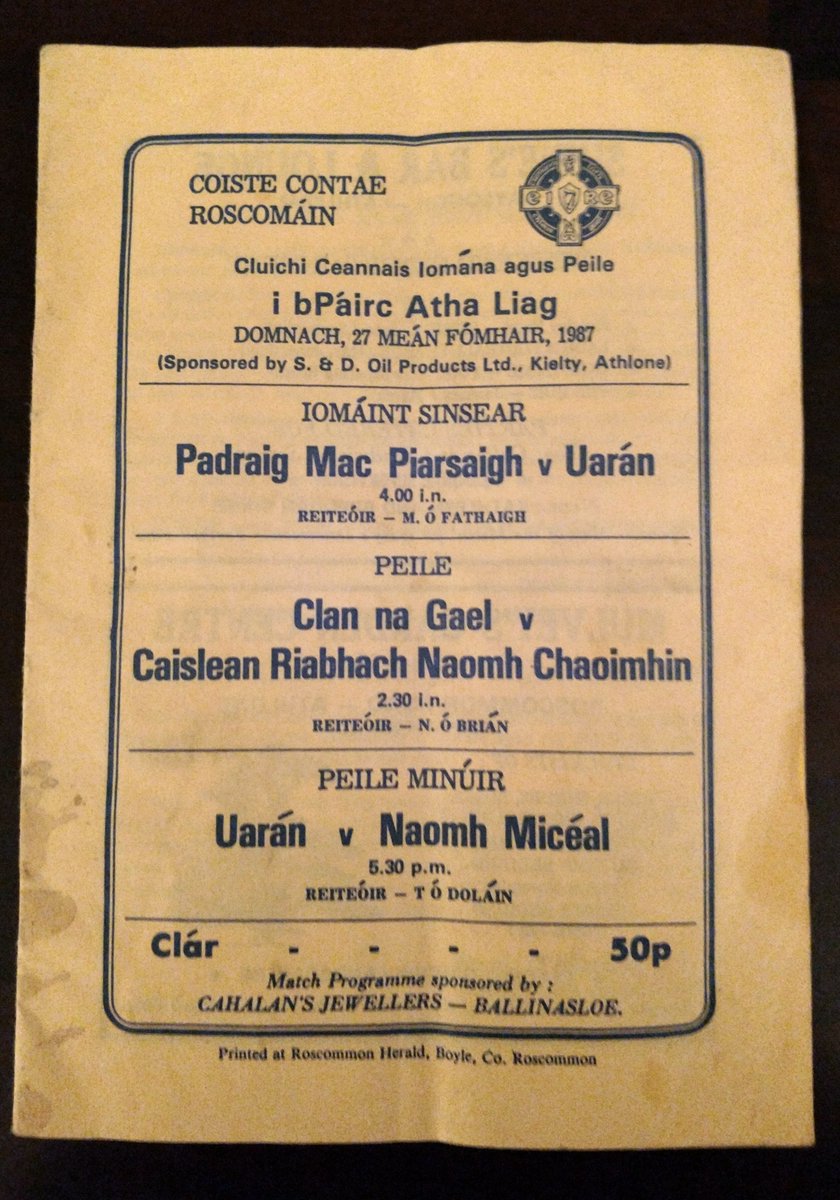 COISTE CONTAE
ROSCOMÁIN
EIRE
Cluichi Ceannais Iomána agus Peile
i bPáirc Atha Liag
DOMNACH, 27 MEÁN FÓMHAIR, 1987
(Sponsored by S. & D. Oil Products Ltd., Kielty, Athlone)
IOMÁINT SINSEAR
Padraig Mac Piarsaigh v Uarán
4.00 i.n.
REITEÓIR – M. Ó FATHAIGH
PEILE
Clan na Gael v
Caislean Riabhach Naomh Chaoimhin
2.30 i.n.
REITEÓIR – N. Ó BRIÁN
PEILE MINÚIR
Uarán v Naomh Micéal
5.30 p.m.
REITEÓIR – T Ó DOLÁIN
Clár - - - - 50p
Match Programme sponsored by :
CAHALAN'S JEWELLERS — BALLINASLOE.
Printed at Roscommon Herald, Boyle, Co. Roscommon